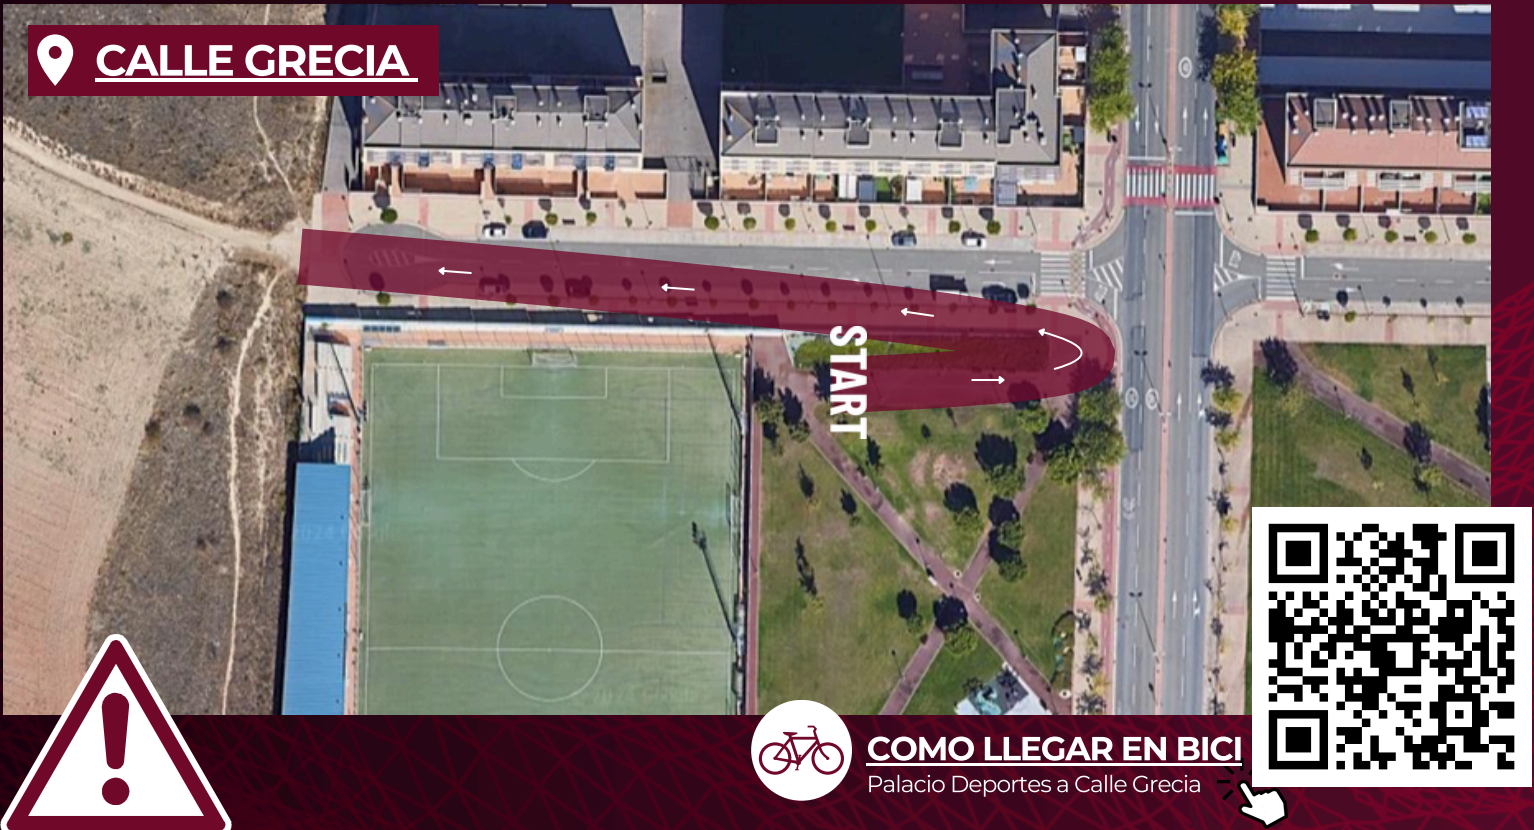 CALLE GRECIA
START
COMO LLEGAR EN BICI
Palacio Deportes a Calle Grecia